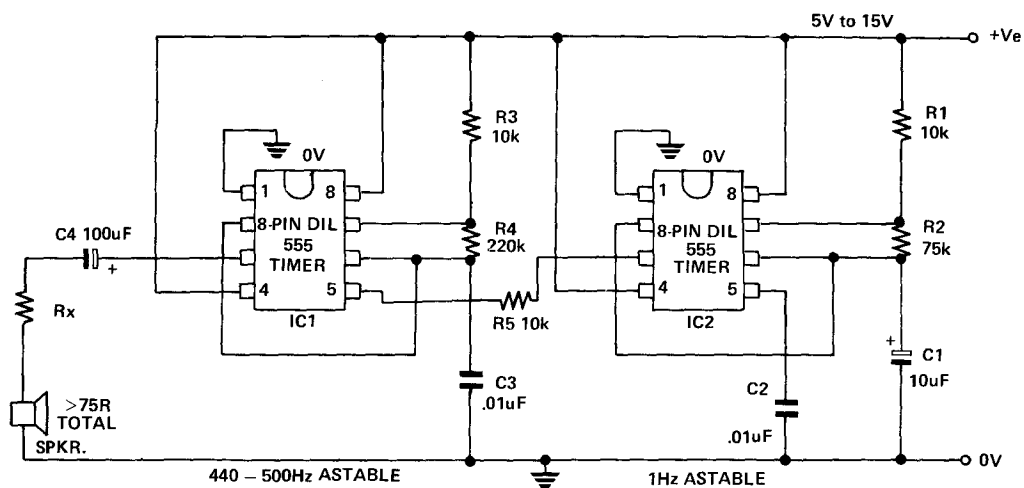 5V to 15V
+Ve
R3
10k
R1
10k
0V
0V
1 8
1 8
8-PIN DIL
555
TIMER
4 5
IC1
8-PIN DIL
555
TIMER
4 5
IC2
R4
220k
R2
75k
C4 100uF
+
Rx
R5 10k
+
C1
10uF
C3
.01uF
C2
.01uF
>75R
TOTAL
SPKR.
440 – 500Hz ASTABLE
1Hz ASTABLE
0V